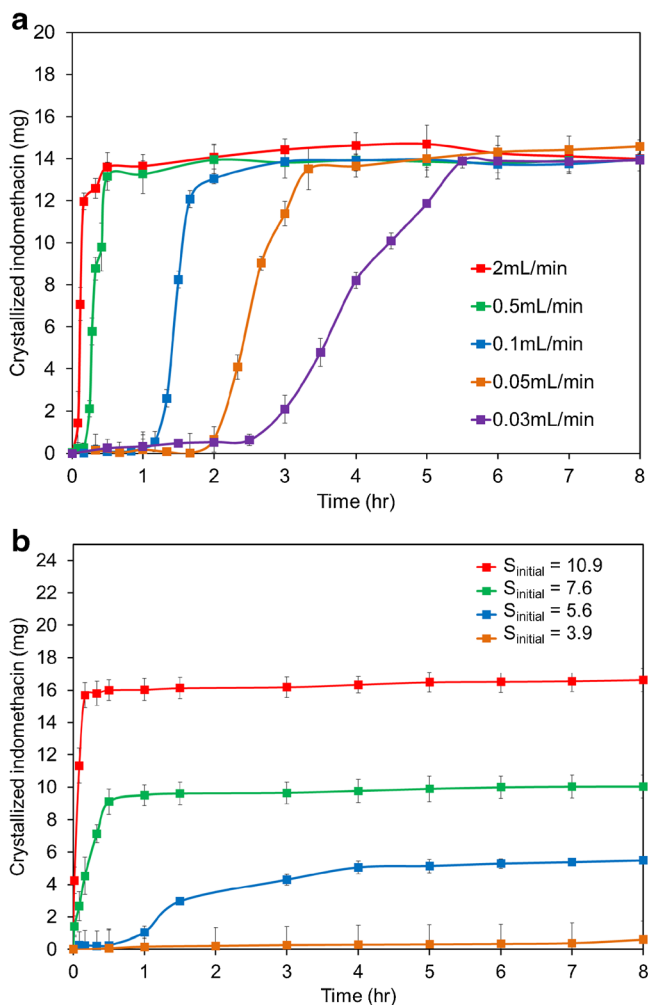 a
20
18
16
14
12
10
8
6
4
2
0
Crystallized indomethacin (mg)
2mL/min
0.5mL/min
0.1mL/min
0.05mL/min
0.03mL/min
0 1 2 3 4 5 6 7 8
Time (hr)
b
24
22
20
18
16
14
12
10
8
6
4
2
0
Crystallized indomethacin (mg)
Sinitial = 10.9
Sinitial = 7.6
Sinitial = 5.6
Sinitial = 3.9
0 1 2 3 4 5 6 7 8
Time (hr)